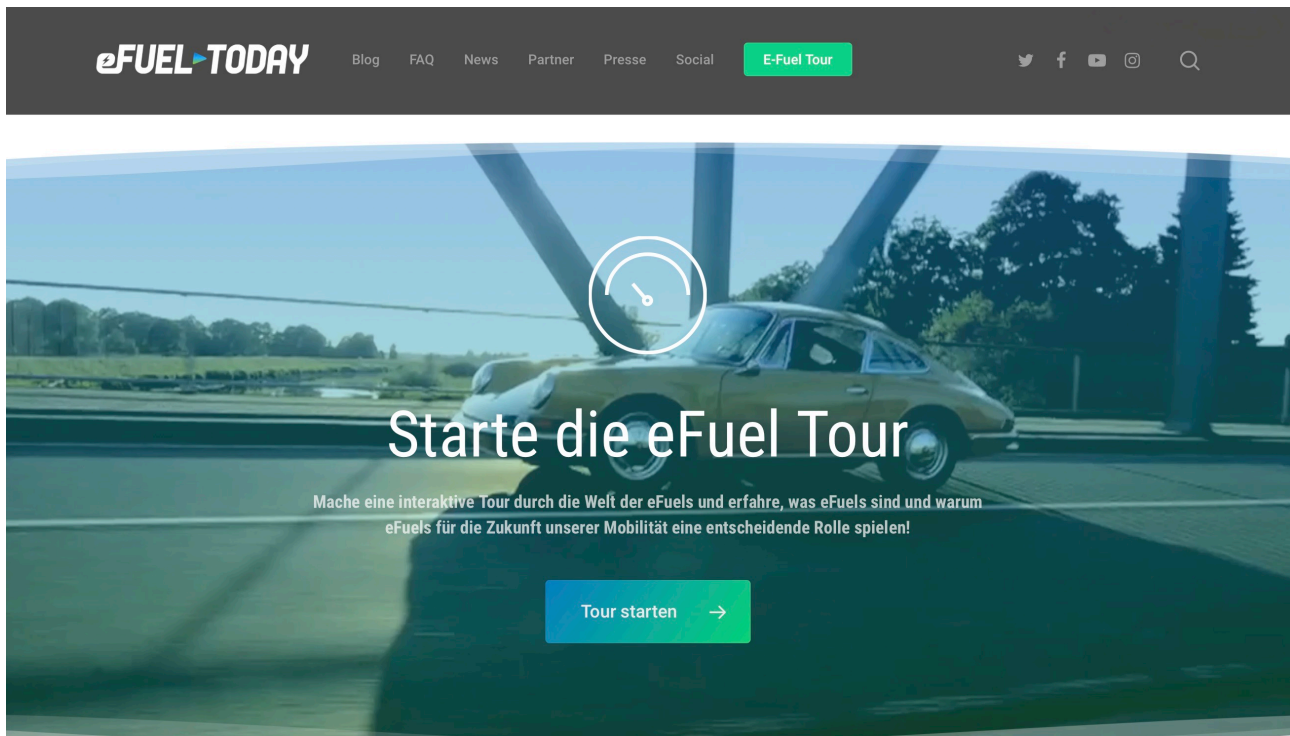 eFUEL TODAY
Blog FAQ News Partner Presse Social E-Fuel Tour
Starte die eFuel Tour
Mache eine interaktive Tour durch die Welt der eFuels und erfahre, was eFuels sind und warum
eFuels für die Zukunft unserer Mobilität eine entscheidende Rolle spielen!
Tour starten